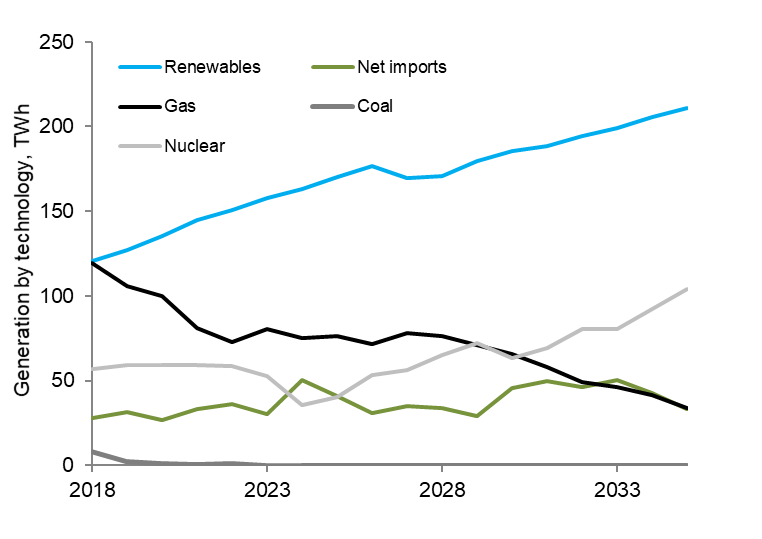 Generation by technology, TWh
250
200
150
100
50
0
Renewables
Net imports
Gas
Coal
Nuclear
2018 2023 2028 2033